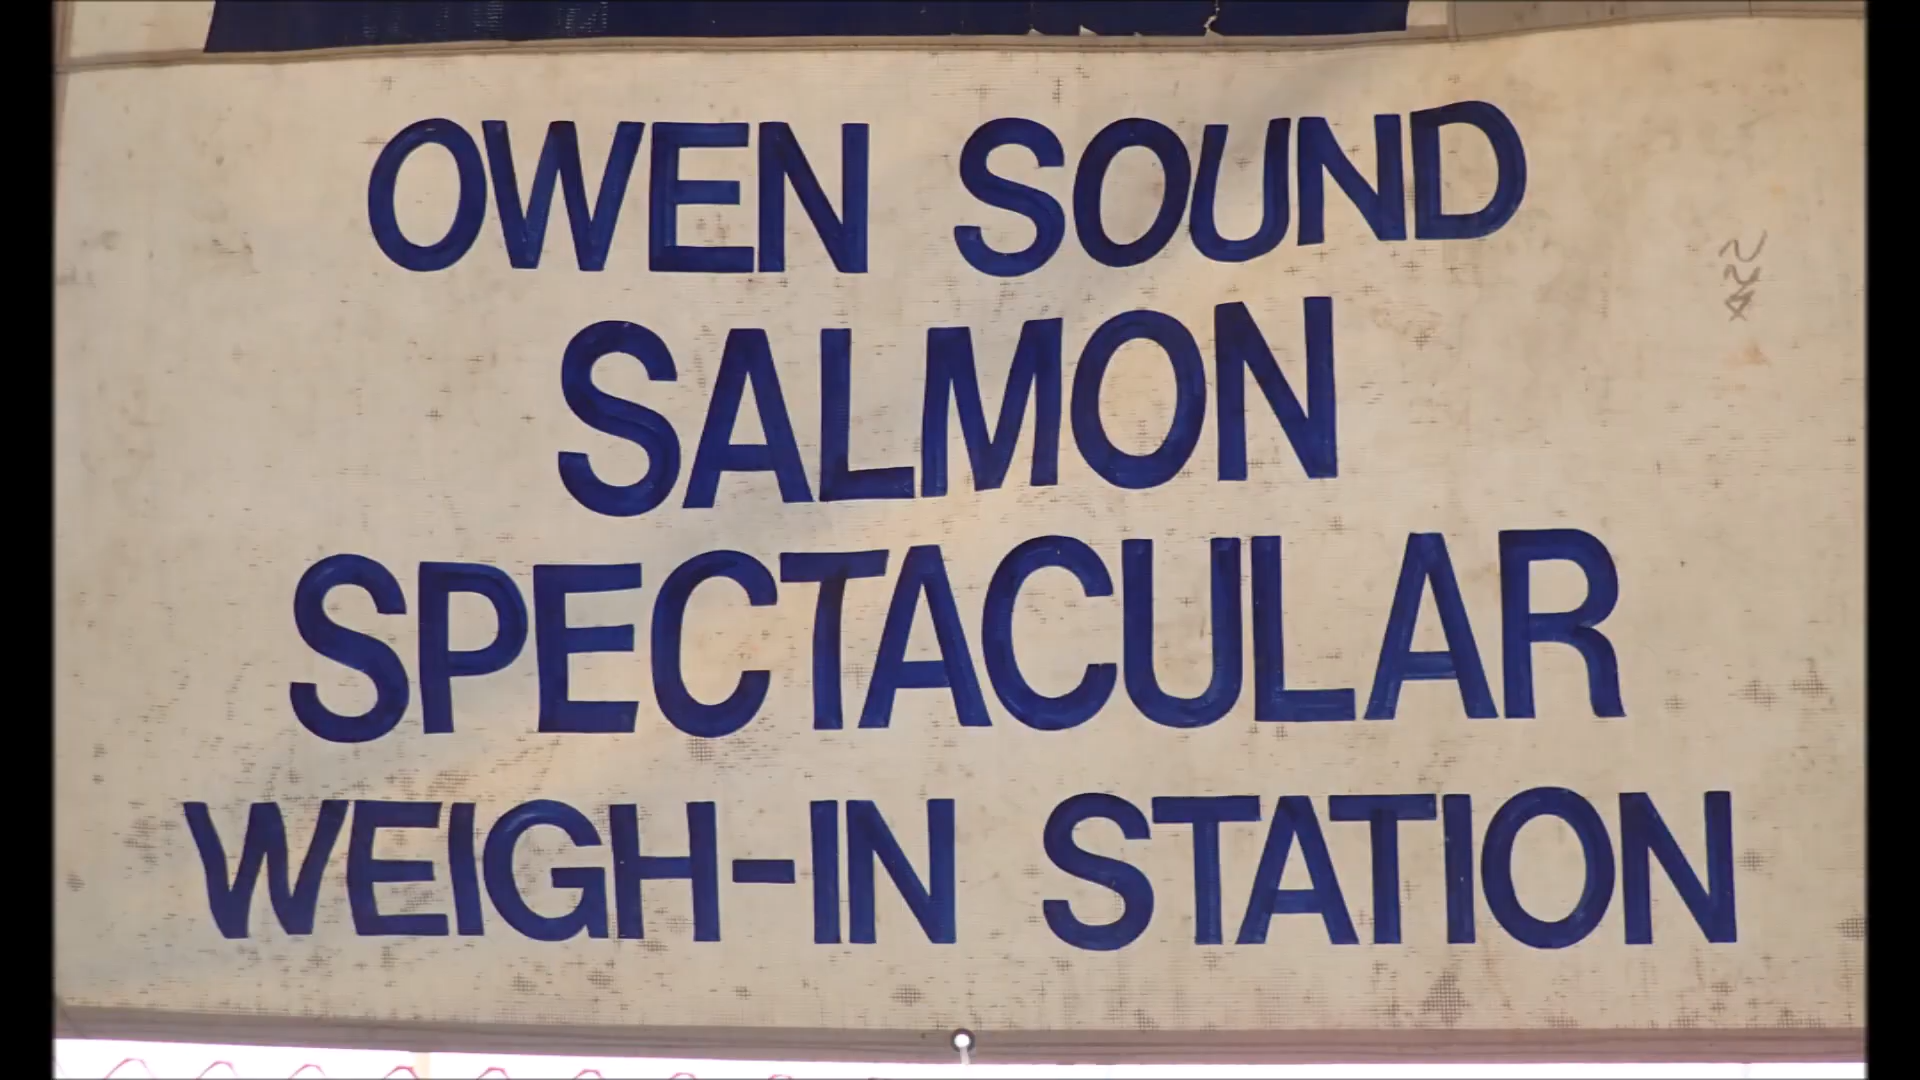 OWEN SOUND
SALMON
SPECTACULAR
WEIGH-IN STATION